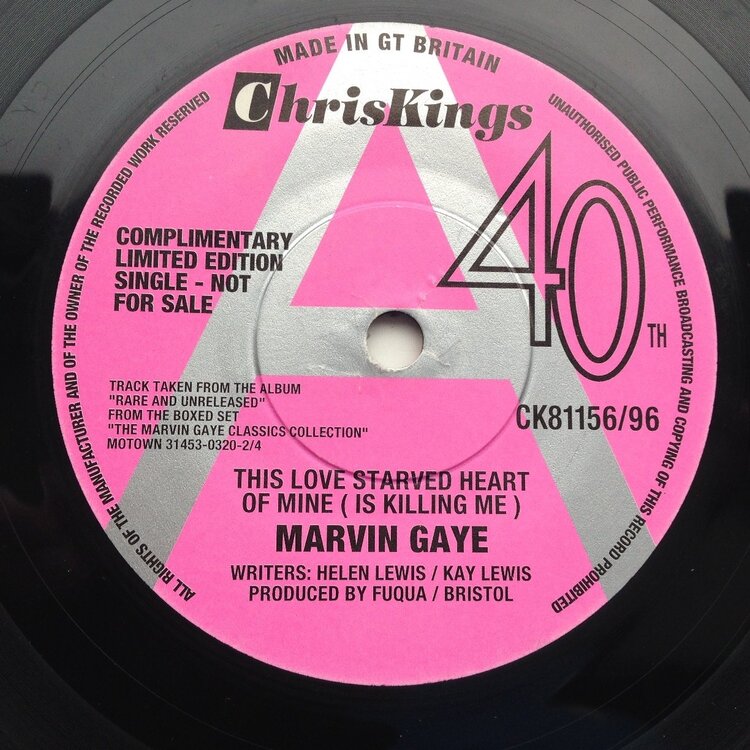 MADE IN GT BRITAIN
ChrisKings
40TH
COMPLIMENTARY
LIMITED EDITION
SINGLE - NOT
FOR SALE
TRACK TAKEN FROM THE ALBUM
"RARE AND UNRELEASED"
FROM THE BOXED SET
"THE MARVIN GAYE CLASSICS COLLECTION"
MOTOWN 31453-0320-2/4
CK81156/96
A
THIS LOVE STARVED HEART
OF MINE ( IS KILLING ME )
MARVIN GAYE
WRITERS: HELEN LEWIS / KAY LEWIS
PRODUCED BY FUQUA / BRISTOL
ALL RIGHTS OF THE MANUFACTURER AND OF THE OWNER OF THE RECORDED WORK RESERVED
UNAUTHORISED PUBLIC PERFORMANCE BROADCASTING AND COPYING OF THIS RECORD PROHIBITED